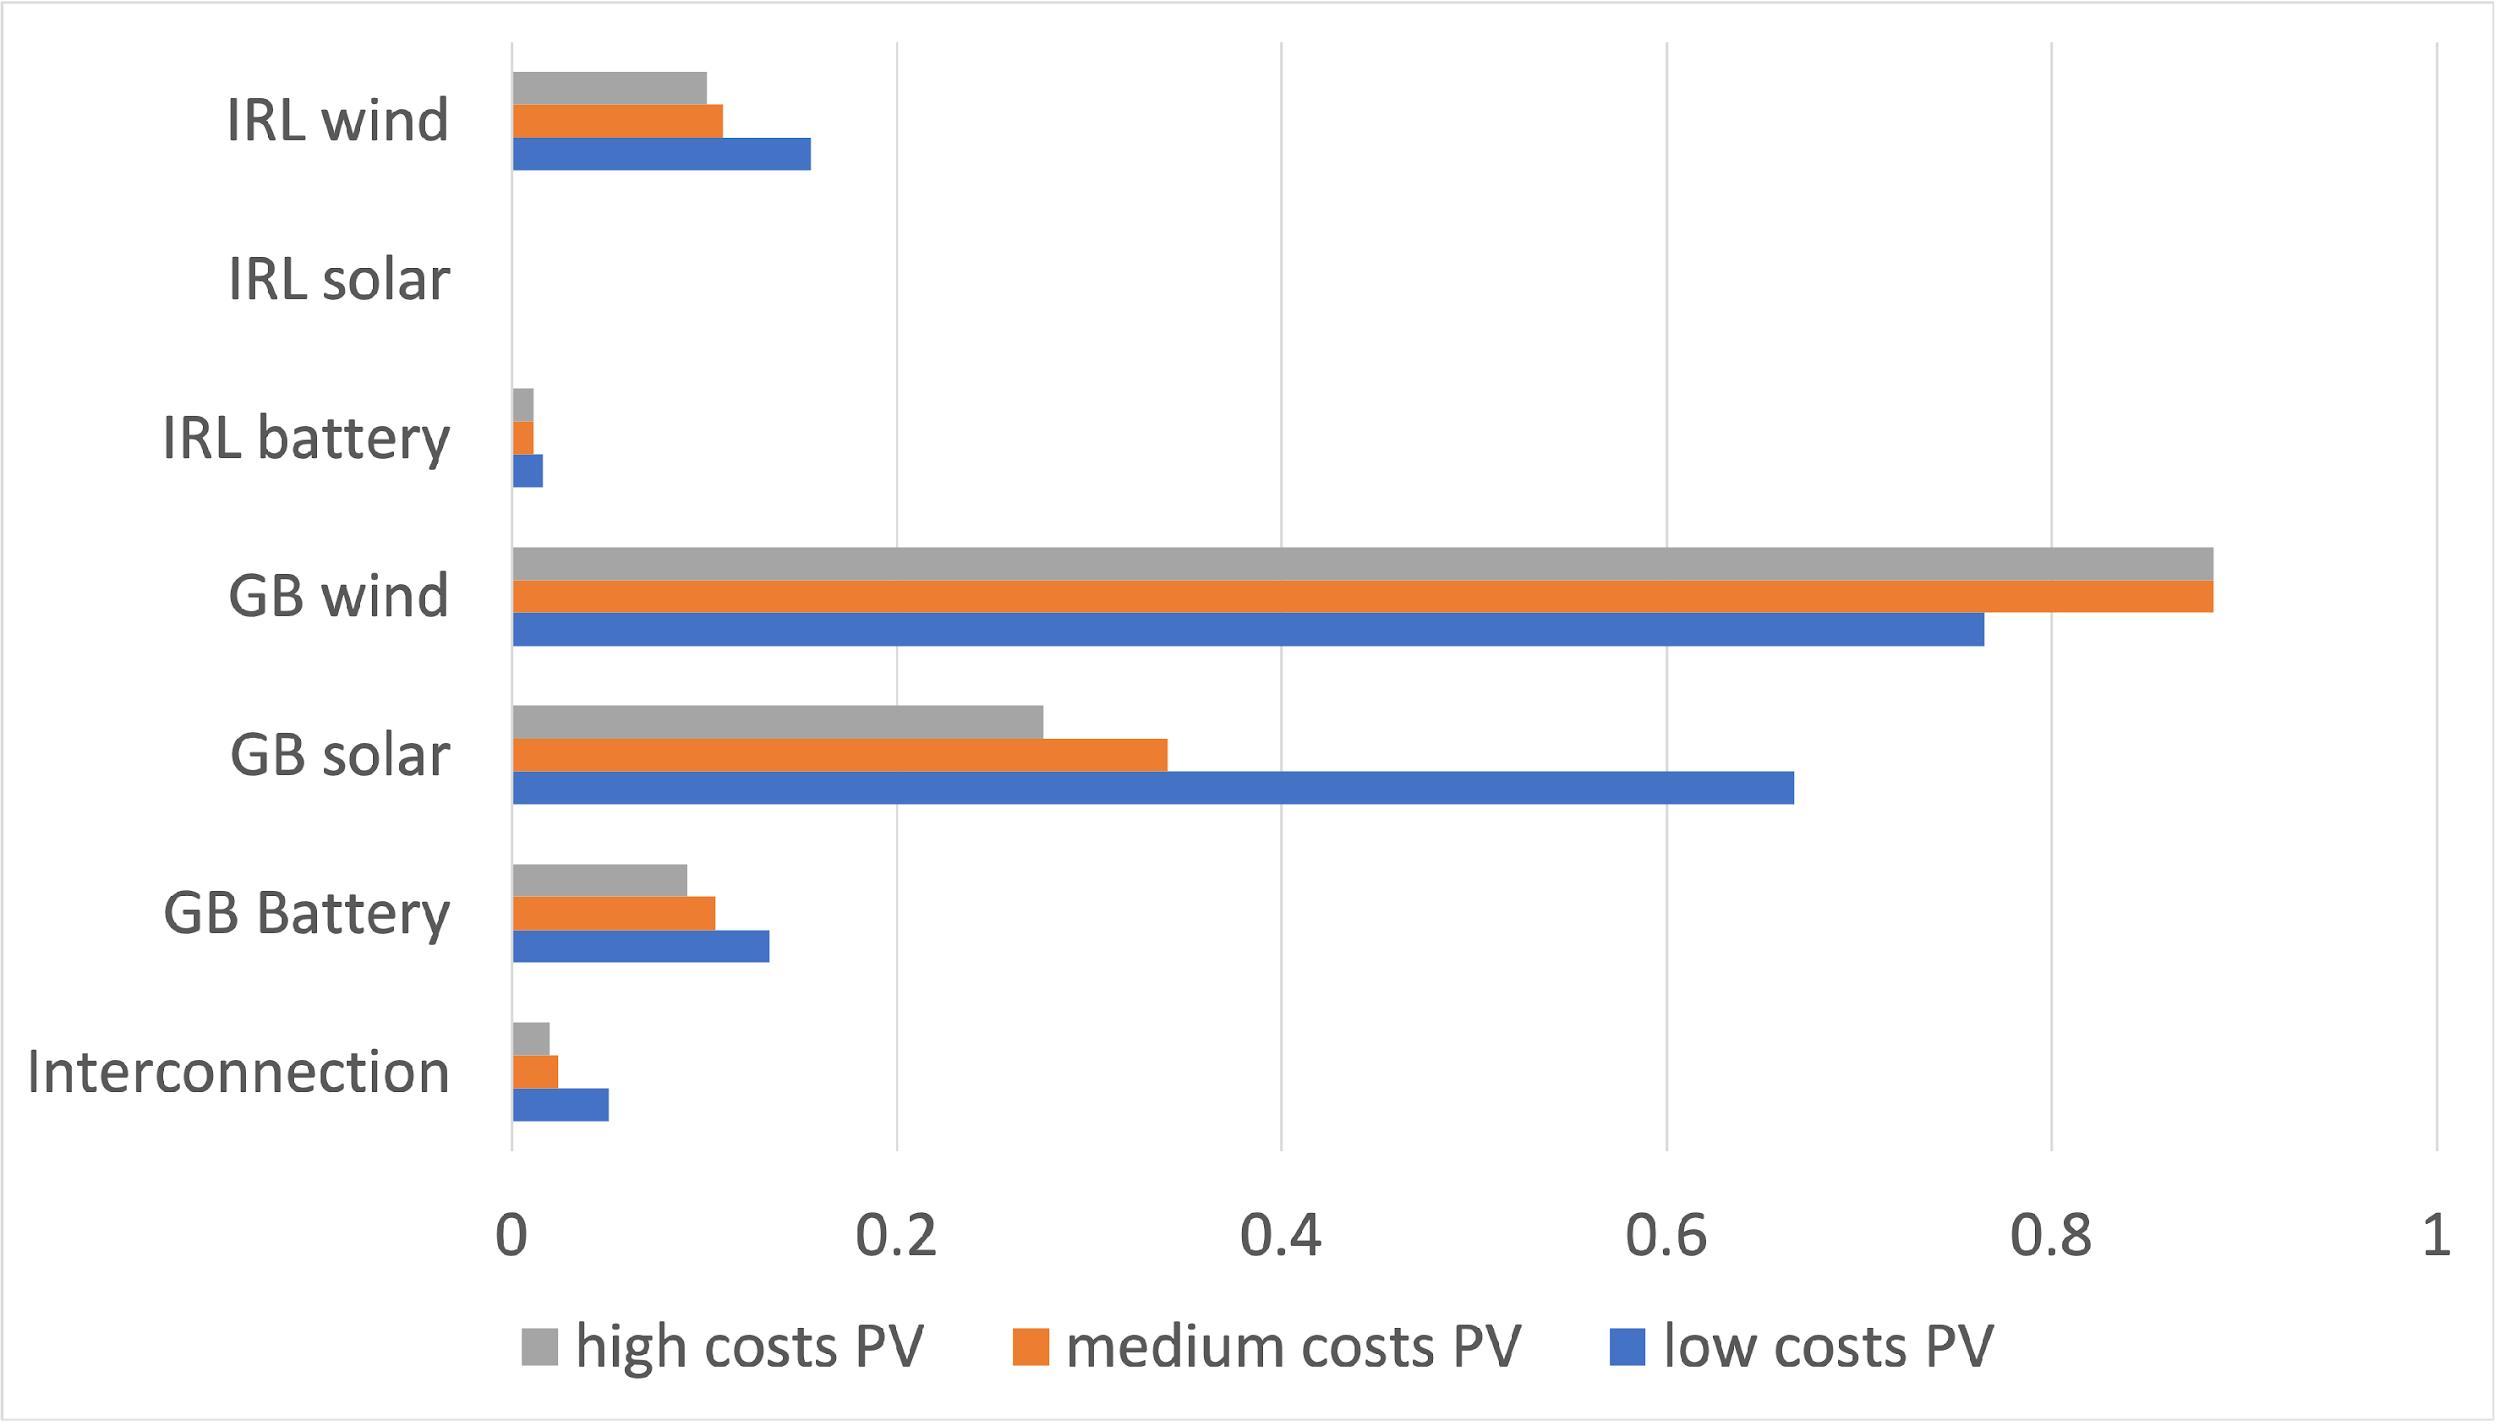 IRL wind
IRL solar
IRL battery
GB wind
GB solar
GB Battery
Interconnection
0 0.2 0.4 0.6 0.8 1
high costs PV medium costs PV low costs PV